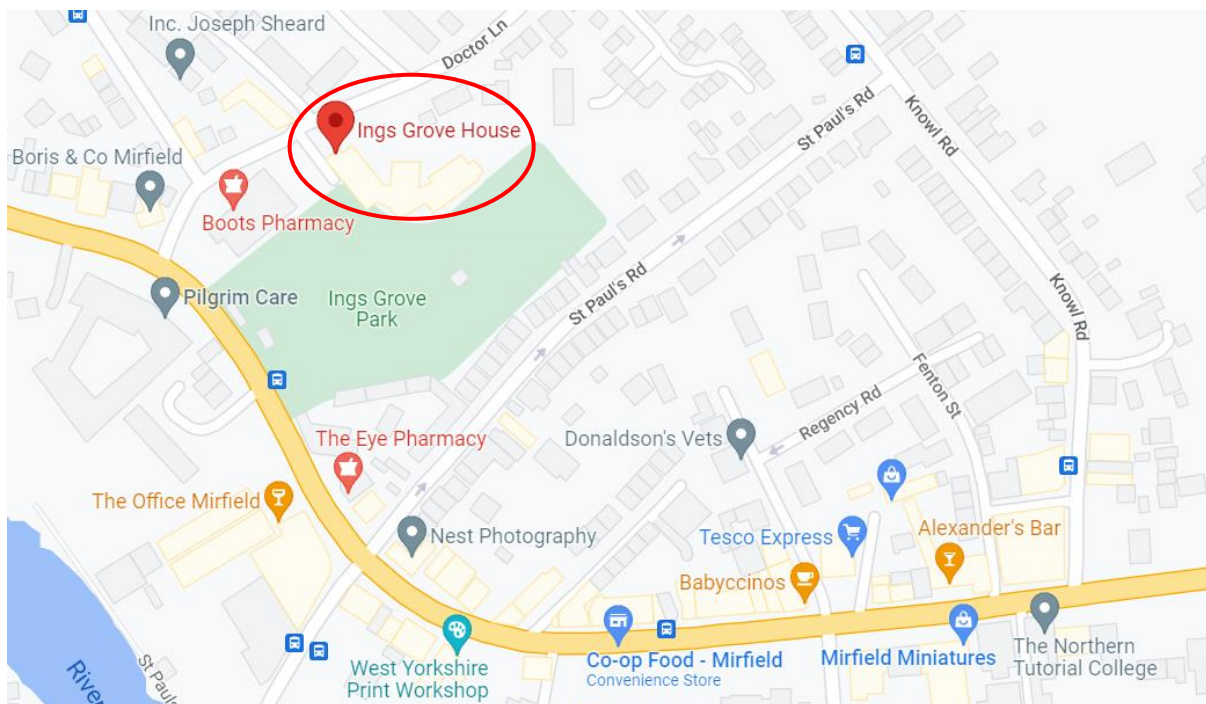 Inc. Joseph Sheard
Doctor Ln
Ings Grove House
Boris & Co Mirfield
Boots Pharmacy
St Paul's Rd
Knowl Rd
Pilgrim Care
Ings Grove
Park
St Paul's Rd
Knowl Rd
Fenton St
Regency Rd
The Eye Pharmacy
Donaldson's Vets
The Office Mirfield
Nest Photography
Tesco Express
Alexander's Bar
Babyccinos
West Yorkshire
Print Workshop
Co-op Food - Mirfield
Convenience Store
Mirfield Miniatures
The Northern
Tutorial College
River
St Pauls